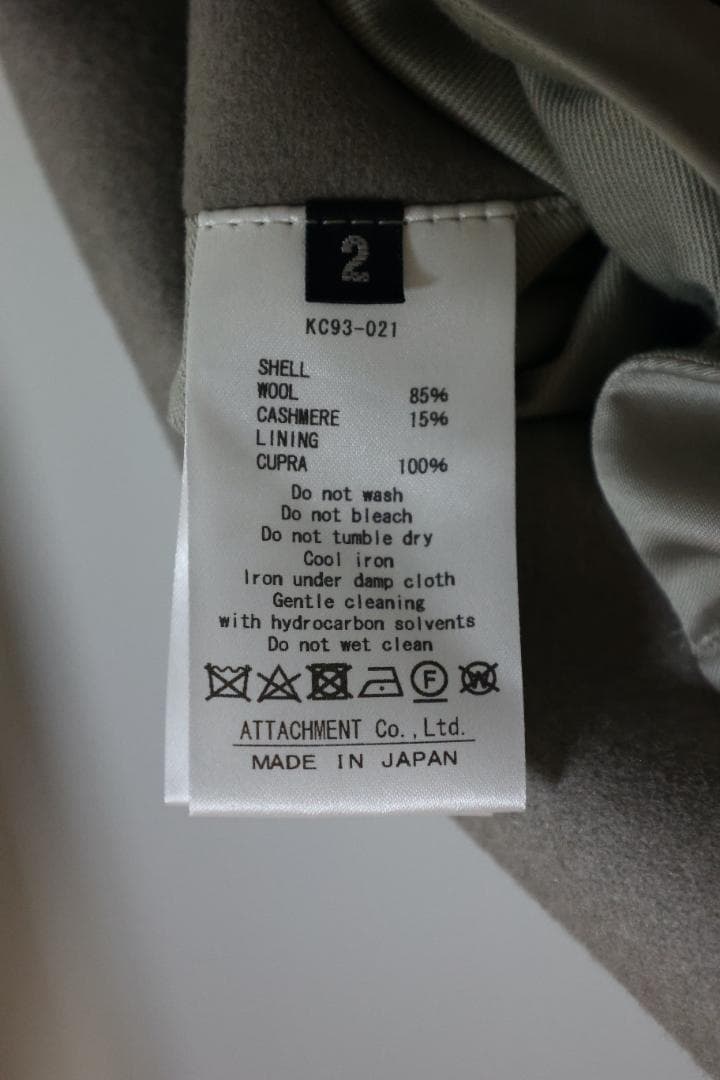 2
KC93-021
SHELL
WOOL 85%
CASHMERE 15%
LINING
CUPRA 100%
Do not wash
Do not bleach
Do not tumble dry
Cool iron
Iron under damp cloth
Gentle cleaning
with hydrocarbon solvents
Do not wet clean
F W
ATTACHMENT Co.,Ltd.
MADE IN JAPAN